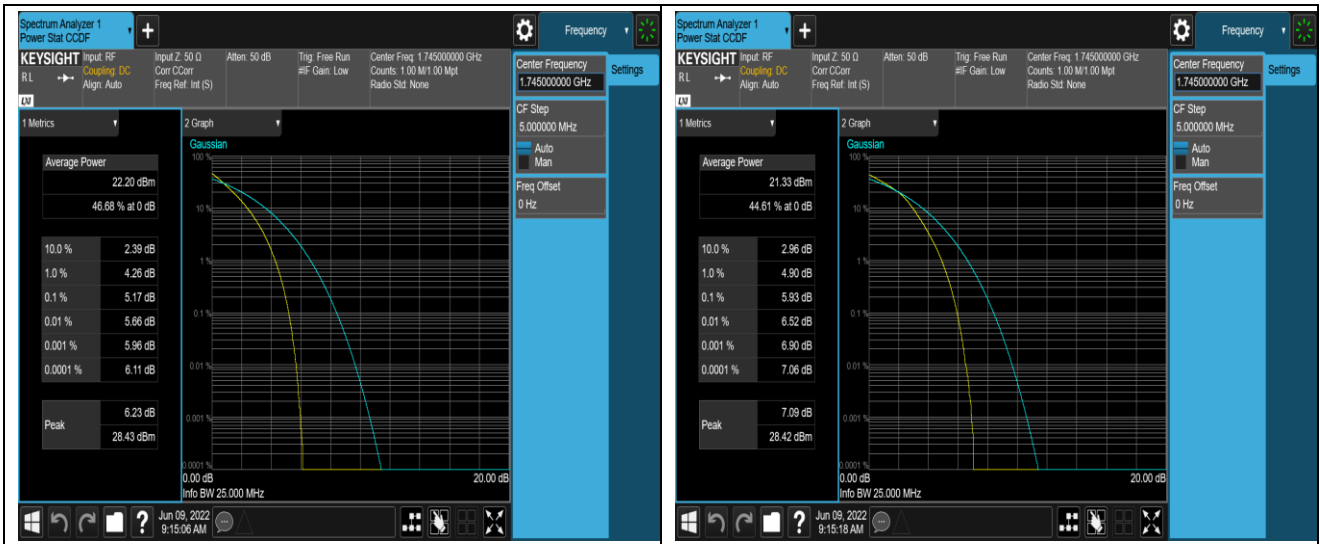 Spectrum Analyzer 1
Power Stat CCDF
+
Frequency
KEYSIGHT
RL
LXI
Input: RF
Coupling: DC
Align: Auto
Input Z: 50 Ω
Corr CCorr
Freq Ref: Int (S)
Atten: 50 dB
Trig: Free Run
#IF Gain: Low
Center Freq: 1.745000000 GHz
Counts: 1.00 M/1.00 Mpt
Radio Std: None
Center Frequency
1.745000000 GHz
Settings
CF Step
5.000000 MHz
Auto
Man
Freq Offset
0 Hz
1 Metrics
2 Graph
Average Power
22.20 dBm
46.68 % at 0 dB
10.0 % 2.39 dB
1.0 % 4.26 dB
0.1 % 5.17 dB
0.01 % 5.66 dB
0.001 % 5.96 dB
0.0001 % 6.11 dB
Peak
6.23 dB
28.43 dBm
Gaussian
100 %
10 %
1 %
0.1 %
0.01 %
0.001 %
0.0001 %
0.00 dB 20.00 dB
Info BW 25.000 MHz
?
Jun 09, 2022
9:15:06 AM
Spectrum Analyzer 1
Power Stat CCDF
+
Frequency
KEYSIGHT
RL
LXI
Input: RF
Coupling: DC
Align: Auto
Input Z: 50 Ω
Corr CCorr
Freq Ref: Int (S)
Atten: 50 dB
Trig: Free Run
#IF Gain: Low
Center Freq: 1.745000000 GHz
Counts: 1.00 M/1.00 Mpt
Radio Std: None
Center Frequency
1.745000000 GHz
Settings
CF Step
5.000000 MHz
Auto
Man
Freq Offset
0 Hz
1 Metrics
2 Graph
Average Power
21.33 dBm
44.61 % at 0 dB
10.0 % 2.96 dB
1.0 % 4.90 dB
0.1 % 5.93 dB
0.01 % 6.52 dB
0.001 % 6.90 dB
0.0001 % 7.06 dB
Peak
7.09 dB
28.42 dBm
Gaussian
100 %
10 %
1 %
0.1 %
0.01 %
0.001 %
0.0001 %
0.00 dB 20.00 dB
Info BW 25.000 MHz
?
Jun 09, 2022
9:15:18 AM